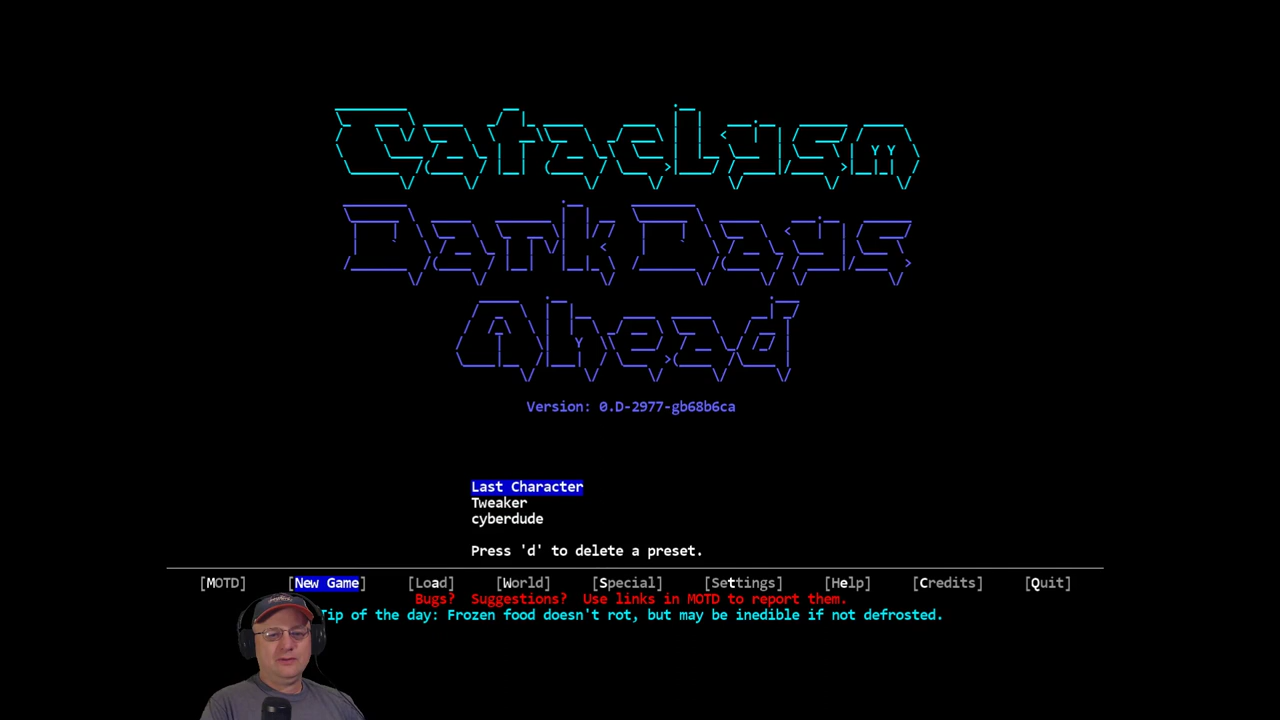 Cataclysm
Dark Days
Ahead
Version: 0.D-2977-gb68b6ca
Last Character
Tweaker
cyberdude
Press 'd' to delete a preset.
[MOTD] [New Game] [Load] [World] [Special] [Settings] [Help] [Credits] [Quit]
Bugs? Suggestions? Use links in MOTD to report them.
Tip of the day: Frozen food doesn't rot, but may be inedible if not defrosted.